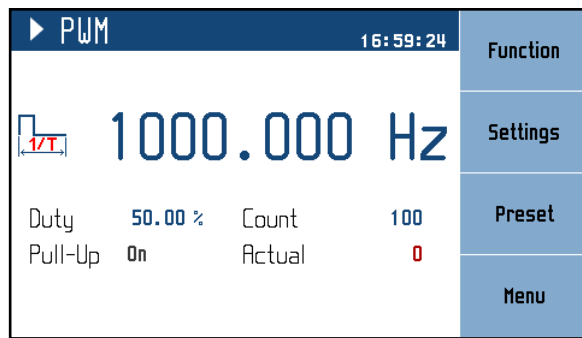 PWM 16:59:24
Function
1/T 1000.000 Hz
Settings
Duty 50.00 % Count 100
Preset
Pull-Up On Actual 0
Menu